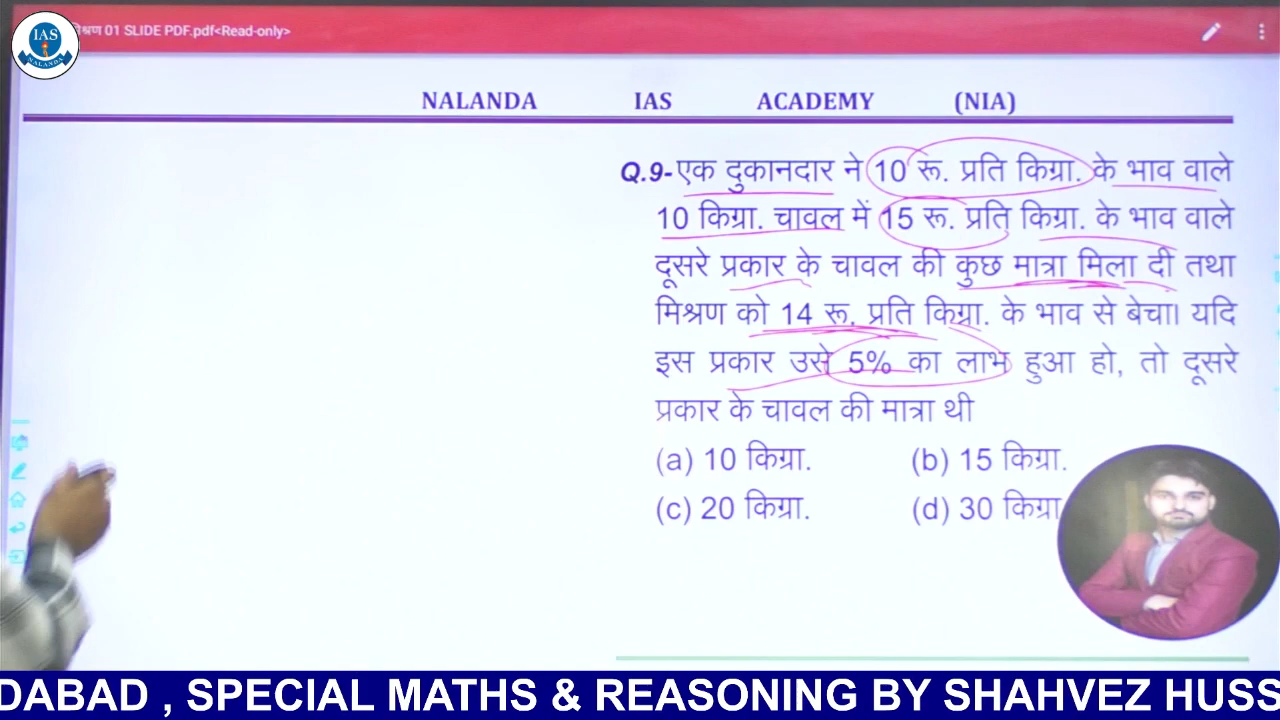 IAS
NALANDA
मिश्रण 01 SLIDE PDF.pdf<Read-only>
NALANDA IAS ACADEMY (NIA)
Q.9-एक दुकानदार ने 10 रू. प्रति किग्रा. के भाव वाले
10 किग्रा. चावल में 15 रू. प्रति किग्रा. के भाव वाले
दूसरे प्रकार के चावल की कुछ मात्रा मिला दी तथा
मिश्रण को 14 रू. प्रति किग्रा. के भाव से बेचा। यदि
इस प्रकार उसे 5% का लाभ हुआ हो, तो दूसरे
प्रकार के चावल की मात्रा थी
(a) 10 किग्रा. (b) 15 किग्रा.
(c) 20 किग्रा. (d) 30 किग्रा
DABAD , SPECIAL MATHS & REASONING BY SHAHVEZ HUSS